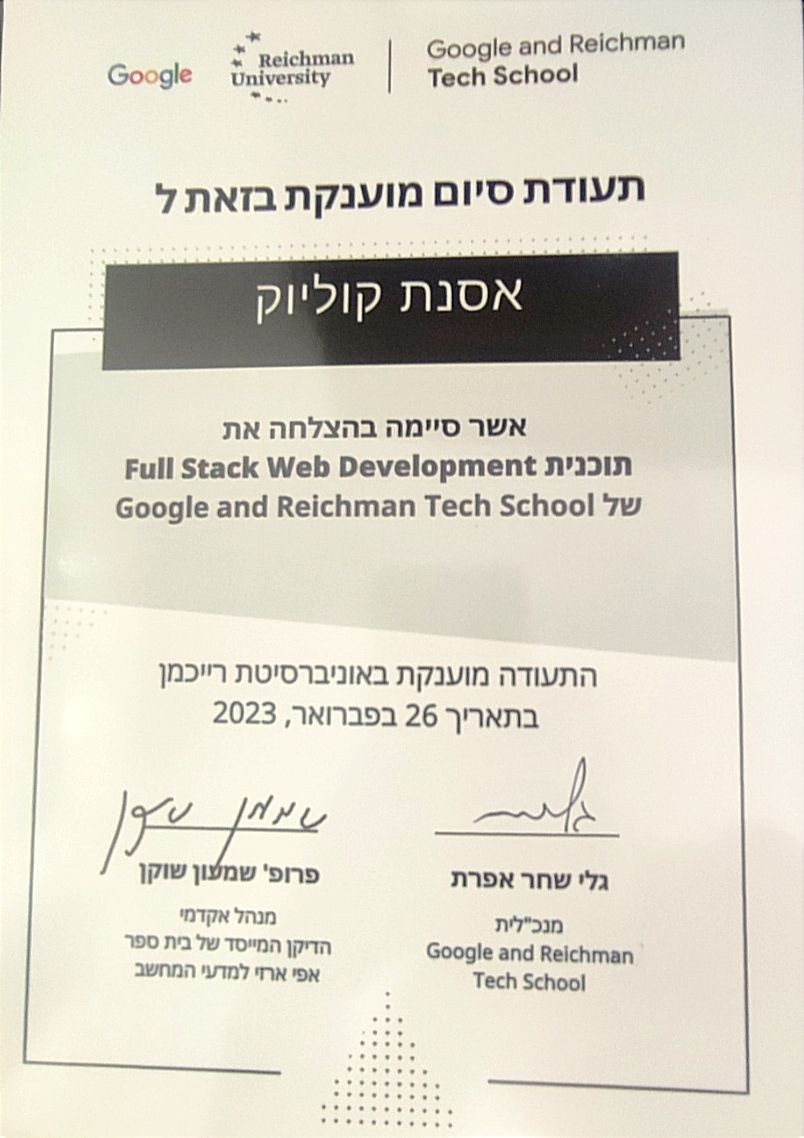 Google
Reichman
University
Google and Reichman
Tech School
תעודת סיום מוענקת בזאת ל
אסנת קוליוק
אשר סיימה בהצלחה את
תוכנית Full Stack Web Development
של Google and Reichman Tech School
התעודה מוענקת באוניברסיטת רייכמן
בתאריך 26 בפברואר, 2023
גלי שחר אפרת
מנכ"לית
Google and Reichman
Tech School
שמעון שוקן
פרופ' שמעון שוקן
מנהל אקדמי
הדיקן המייסד של בית ספר
אפי ארזי למדעי המחשב